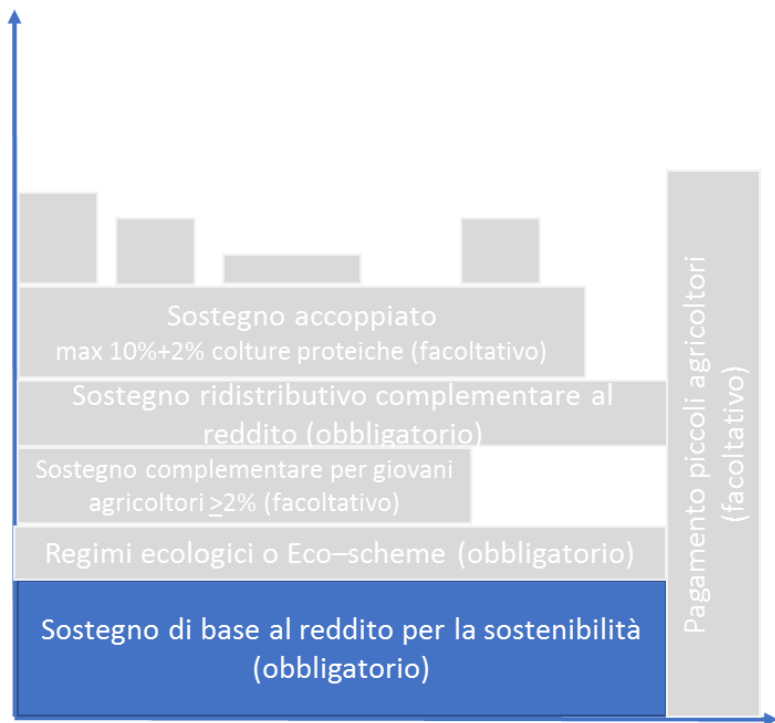 Sostegno accoppiato
max 10%+2% colture proteiche (facoltativo)
Sostegno ridistributivo complementare al
reddito (obbligatorio)
Sostegno complementare per giovani
agricoltori ≥2% (facoltativo)
Regimi ecologici o Eco–scheme (obbligatorio)
Sostegno di base al reddito per la sostenibilità
(obbligatorio)
Pagamento piccoli agricoltori
(facoltativo)